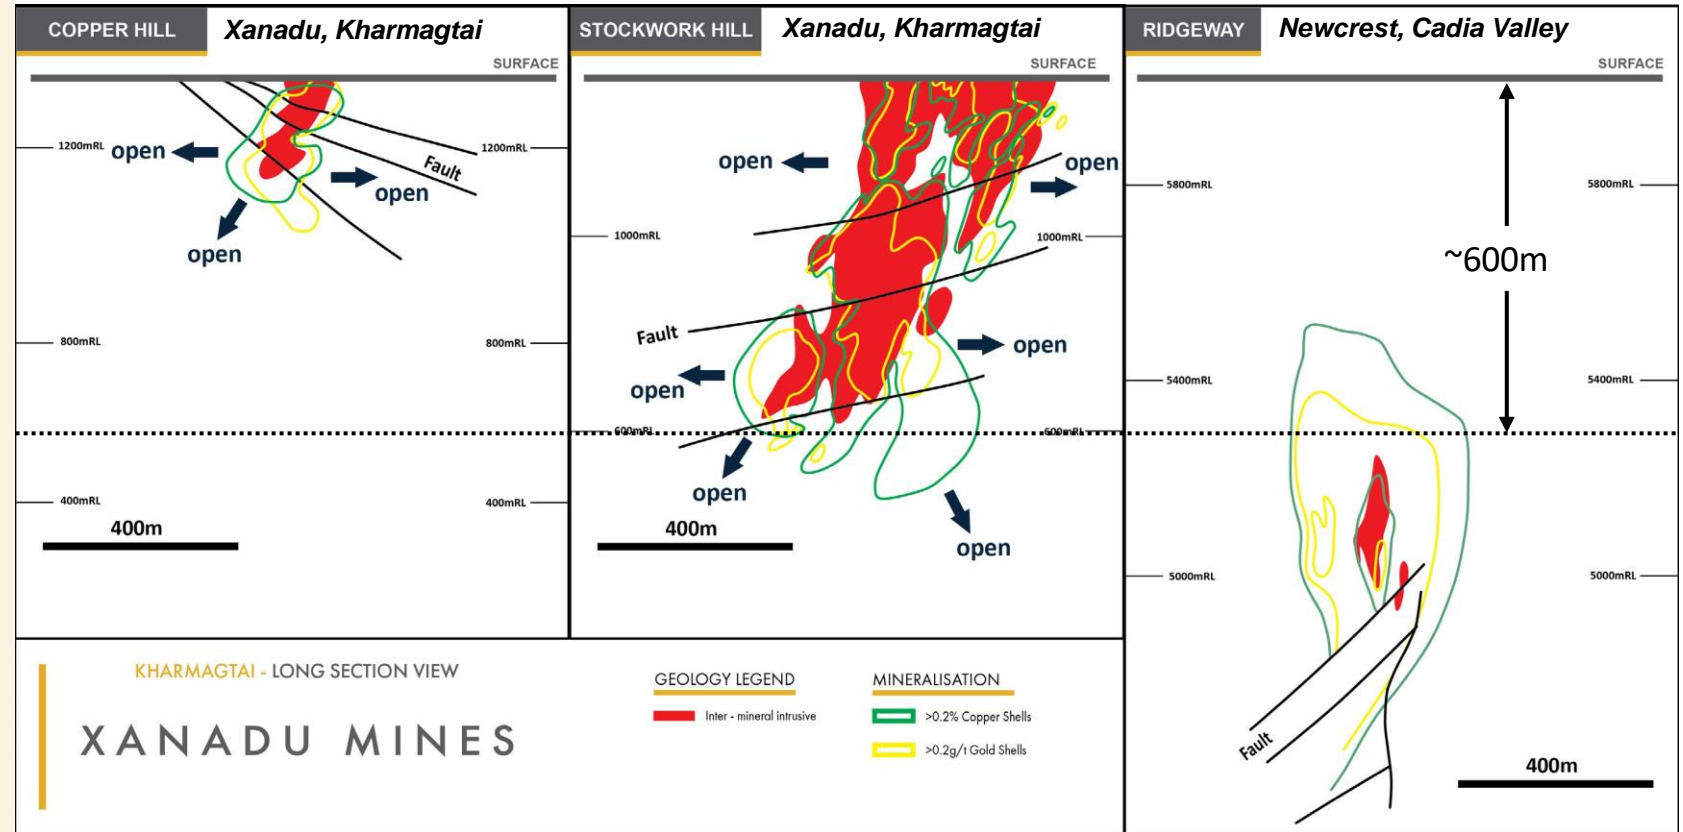 COPPER HILL
Xanadu, Kharmagtai
SURFACE
1200mRL
1200mRL
open
open
open
Fault
800mRL
800mRL
400mRL
400mRL
400m
STOCKWORK HILL
Xanadu, Kharmagtai
SURFACE
open
open
1000mRL
1000mRL
Fault
open
open
600mRL
600mRL
open
open
400m
RIDGEWAY
Newcrest, Cadia Valley
SURFACE
5800mRL
5800mRL
~600m
5400mRL
5400mRL
5000mRL
5000mRL
Fault
400m
KHARMAGTAI - LONG SECTION VIEW
XANADU MINES
GEOLOGY LEGEND
Inter - mineral intrusive
MINERALISATION
>0.2% Copper Shells
>0.2g/t Gold Shells